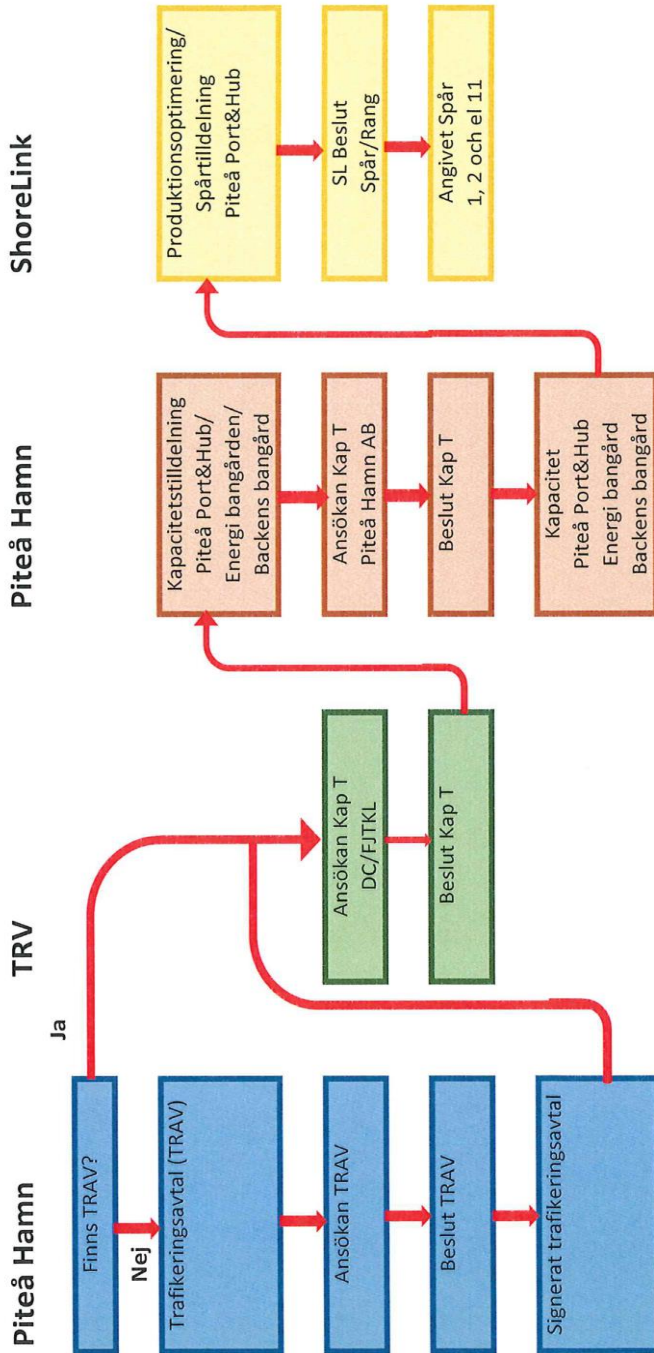 Piteå Hamn
Finns TRAV?
Ja
Nej
Trafikeringsavtal (TRAV)
Ansökan TRAV
Beslut TRAV
Signerat trafikeringsavtal
TRV
Ansökan Kap T
DC/FJTKL
Beslut Kap T
Piteå Hamn
Kapacitetstilldelning
Piteå Port&Hub/
Energi bangården/
Backens bangård
Ansökan Kap T
Piteå Hamn AB
Beslut Kap T
Kapacitet
Piteå Port&Hub
Energi bangård
Backens bangård
ShoreLink
Produktionsoptimering/
Spårtilldelning
Piteå Port&Hub
SL Beslut
Spår/Rang
Angivet Spår
1, 2 och el 11